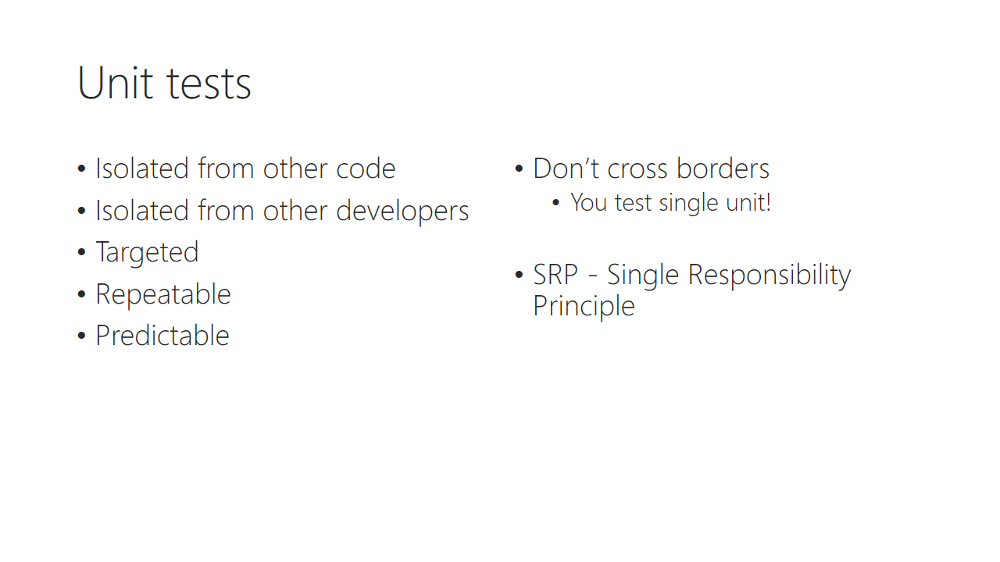 Unit tests
• Isolated from other code
• Isolated from other developers
• Targeted
• Repeatable
• Predictable
• Don’t cross borders
• You test single unit!
• SRP - Single Responsibility
Principle